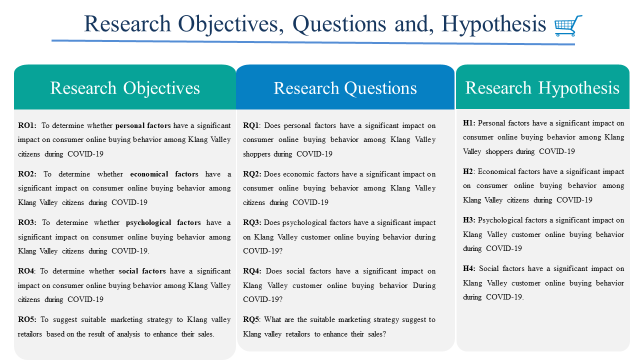 Research Objectives, Questions and, Hypothesis
Research Objectives
RO1: To determine whether personal factors have a significant
impact on consumer online buying behavior among Klang Valley
citizens during COVID-19
RO2: To determine whether economical factors have a
significant impact on consumer online buying behavior among
Klang Valley citizens during COVID-19
RO3: To determine whether psychological factors have a
significant impact on consumer online buying behavior among
Klang Valley citizens during COVID-19.
RO4: To determine whether social factors have a significant
impact on consumer online buying behavior among Klang Valley
citizens during COVID-19
RO5: To suggest suitable marketing strategy to Klang valley
retailors based on the result of analysis to enhance their sales.
Research Questions
RQ1: Does personal factors have a significant impact on
consumer online buying behavior among Klang Valley
shoppers during COVID-19
RQ2: Does economic factors have a significant impact on
consumer online buying behavior among Klang Valley
citizens during COVID-19
RQ3: Does psychological factors have a significant impact
on Klang Valley customer online buying behavior during
COVID-19?
RQ4: Does social factors have a significant impact on
Klang Valley customer online buying behavior During
COVID-19?
RQ5: What are the suitable marketing strategy suggest to
Klang valley retailers to enhance their sales?
Research Hypothesis
H1: Personal factors have a significant impact on
consumer online buying behavior among Klang
Valley shoppers during COVID-19
H2: Economical factors have a significant impact
on consumer online buying behavior among
Klang Valley citizens during COVID-19
H3: Psychological factors have a significant impact on
Klang Valley customer online buying behavior
during COVID-19
H4: Social factors have a significant impact on
Klang Valley customer online buying behavior
during COVID-19.